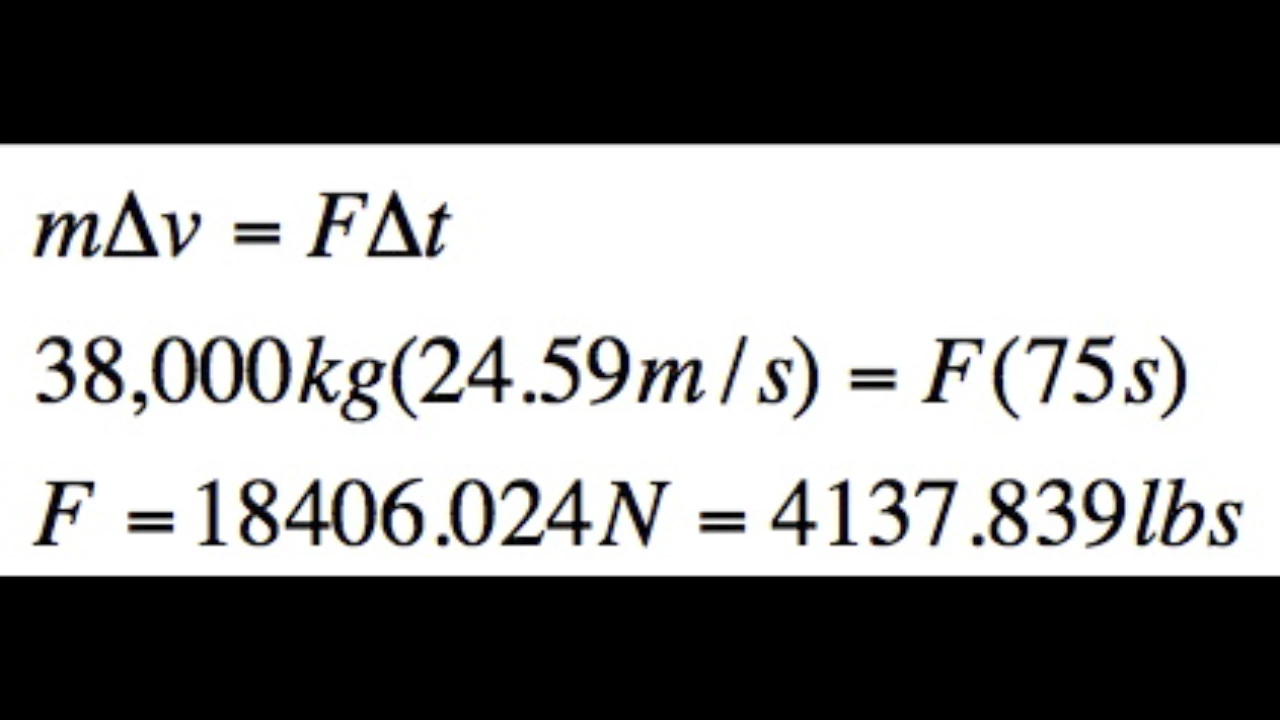 mΔv = FΔt
38,000kg(24.59m/s) = F(75s)
F = 18406.024N = 4137.839lbs